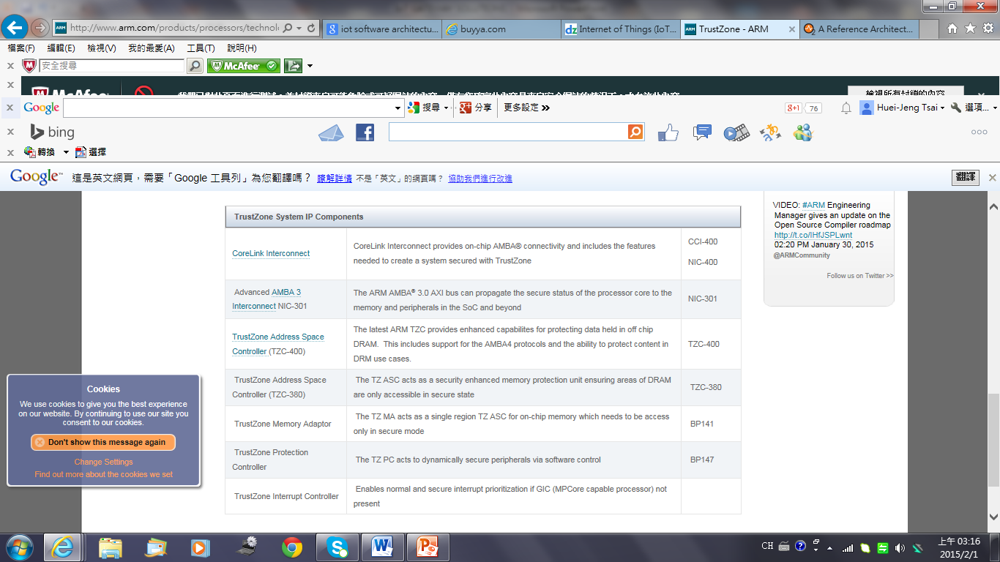 http://www.arm.com/products/processors/technolo
iot software architectu...
buyya.com
Internet of Things (IoT...
TrustZone - ARM
A Reference Architect...
檔案(F) 編輯(E) 檢視(V) 我的最愛(A) 工具(T) 說明(H)
安全搜尋
McAfee
McAfee
檢視所有封鎖的內容
Google 搜尋 分享 更多設定 76 Huei-Jeng Tsai 選項...
bing
轉換 選擇
Google 這是英文網頁,需要「Google 工具列」為您翻譯嗎? 瞭解詳情 不是「英文」的網頁嗎? 協助我們進行改進 翻譯
TrustZone System IP Components
CoreLink Interconnect
CoreLink Interconnect provides on-chip AMBA® connectivity and includes the features
needed to create a system secured with TrustZone
CCI-400
NIC-400
Advanced AMBA 3
Interconnect NIC-301
The ARM AMBA® 3.0 AXI bus can propagate the secure status of the processor core to the
memory and peripherals in the SoC and beyond
NIC-301
TrustZone Address Space
Controller (TZC-400)
The latest ARM TZC provides enhanced capabilites for protecting data held in off chip
DRAM. This includes support for the AMBA4 protocols and the ability to protect content in
DRM use cases.
TZC-400
TrustZone Address Space
Controller (TZC-380)
The TZ ASC acts as a security enhanced memory protection unit ensuring areas of DRAM
are only accessible in secure state
TZC-380
TrustZone Memory Adaptor
The TZ MA acts as a single region TZ ASC for on-chip memory which needs to be access
only in secure mode
BP141
TrustZone Protection
Controller
The TZ PC acts to dynamically secure peripherals via software control
BP147
TrustZone Interrupt Controller
Enables normal and secure interrupt prioritization if GIC (MPCore capable processor) not
present
VIDEO: #ARM Engineering
Manager gives an update on the
Open Source Compiler roadmap
http://t.co/IHfJSPLwnt
02:20 PM January 30, 2015
@ARMCommunity
Follow us on Twitter >>
Cookies
We use cookies to give you the best experience
on our website. By continuing to use our site you
consent to our cookies.
Don't show this message again
Change Settings
Find out more about the cookies we set
CH
上午 03:16
2015/2/1